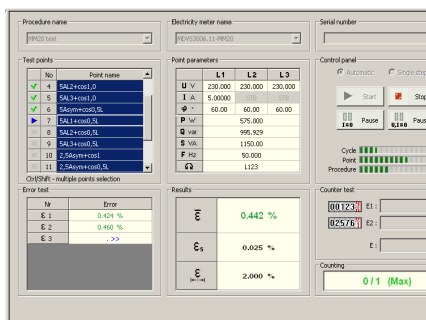 Procedure name
MM20 test
Electricity meter name
MDVS3006.11-MM20
Serial number
Test points
No Point name
4 5AL2+cos1,0
5 5AL3+cos1,0
6 5Asym+cos0,5L
7 5AL1+cos0,5L
8 5AL2+cos0,5L
9 5AL3+cos0,5L
10 2,5Asym+cos1
11 2,5Asym+cos0,5L
Ctrl/Shift - multiple points selection
Point parameters
L1 L2 L3
U V 230.000 230.000 230.000
I A 5.00000 STB STB
φ ° 60.00 60.00 60.00
P W 575.000
Q var 995.929
S VA 1150.00
F Hz 50.000
Ω L123
Control panel
Automatic Single step
Start Stop
I=0 Pause U,I=0 Pause
Cycle
Point
Procedure
Error test
Nr Error
ε 1 0.424 %
ε 2 0.460 %
ε 3 . >>
Results
ε 0.442 %
εs 0.025 %
ε 2.000 %
Counter test
00123 E1 :
02576 E2 :
E :
Counting
0 / 1 (Max)